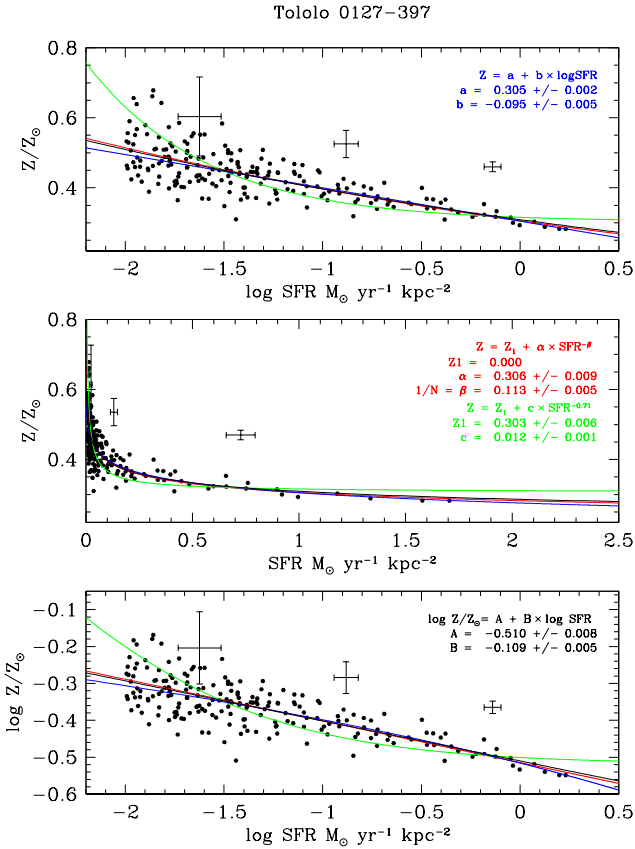 Tololo 0127-397
0.8
0.6
0.4
Z/Z⊙
Z = a + b × logSFR
a = 0.305 +/- 0.002
b = -0.095 +/- 0.005
-2 -1.5 -1 -0.5 0 0.5
log SFR M⊙ yr⁻¹ kpc⁻²
0.8
0.6
0.4
Z/Z⊙
Z = Z₁ + α × SFR⁻ᵝ
Z1 = 0.000
α = 0.306 +/- 0.009
1/N = β = 0.113 +/- 0.005
Z = Z₁ + c × SFR⁻⁰·⁷¹
Z1 = 0.303 +/- 0.006
c = 0.012 +/- 0.001
0 0.5 1 1.5 2 2.5
SFR M⊙ yr⁻¹ kpc⁻²
-0.1
-0.2
-0.3
-0.4
-0.5
-0.6
log Z/Z⊙
log Z/Z⊙= A + B × log SFR
A = -0.510 +/- 0.008
B = -0.109 +/- 0.005
-2 -1.5 -1 -0.5 0 0.5
log SFR M⊙ yr⁻¹ kpc⁻²